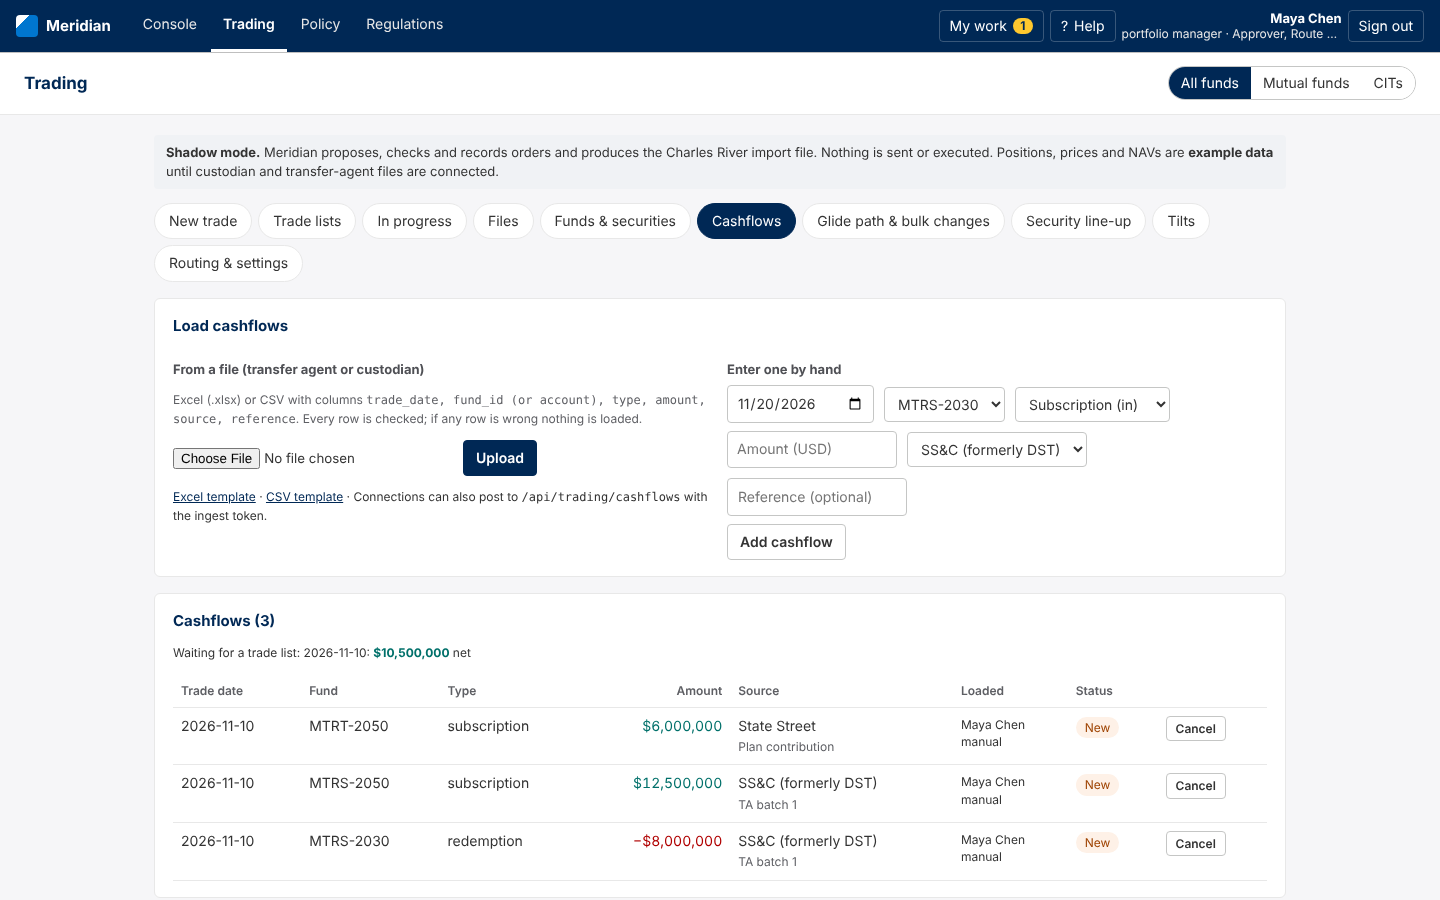 Meridian
Console
Trading
Policy
Regulations
My work 1
? Help
Maya Chen
portfolio manager · Approver, Route ...
Sign out
Trading
All funds
Mutual funds
CITs
Shadow mode. Meridian proposes, checks and records orders and produces the Charles River import file. Nothing is sent or executed. Positions, prices and NAVs are example data
until custodian and transfer-agent files are connected.
New trade
Trade lists
In progress
Files
Funds & securities
Cashflows
Glide path & bulk changes
Security line-up
Tilts
Routing & settings
Load cashflows
From a file (transfer agent or custodian)
Excel (.xlsx) or CSV with columns trade_date, fund_id (or account), type, amount,
source, reference. Every row is checked; if any row is wrong nothing is loaded.
Choose File No file chosen
Upload
Excel template · CSV template · Connections can also post to /api/trading/cashflows with
the ingest token.
Enter one by hand
11/20/2026
MTRS-2030
Subscription (in)
Amount (USD)
SS&C (formerly DST)
Reference (optional)
Add cashflow
Cashflows (3)
Waiting for a trade list: 2026-11-10: $10,500,000 net
Trade date Fund Type Amount Source Loaded Status
2026-11-10 MTRT-2050 subscription $6,000,000 State Street Maya Chen New Cancel
Plan contribution manual
2026-11-10 MTRS-2050 subscription $12,500,000 SS&C (formerly DST) Maya Chen New Cancel
TA batch 1 manual
2026-11-10 MTRS-2030 redemption −$8,000,000 SS&C (formerly DST) Maya Chen New Cancel
TA batch 1 manual